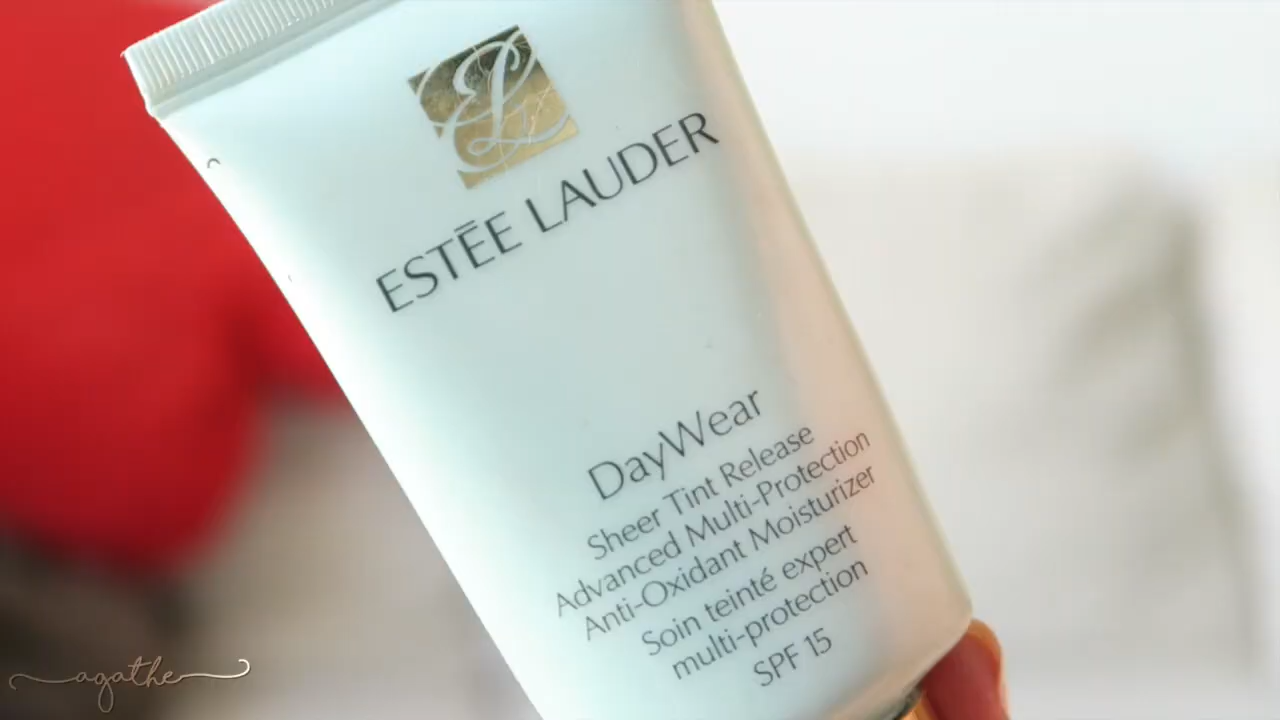 EL
ESTĒE LAUDER
DayWear
Sheer Tint Release
Advanced Multi-Protection
Anti-Oxidant Moisturizer
Soin teinté expert
multi-protection
SPF 15
agathe